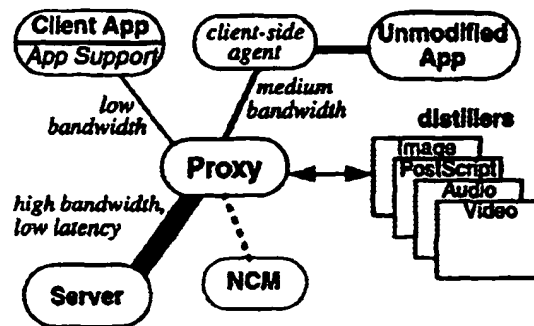 Client App
App Support
client-side
agent
Unmodified
App
low
bandwidth
medium
bandwidth
distillers
Image
PostScript
Audio
Video
Proxy
high bandwidth,
low latency
Server
NCM